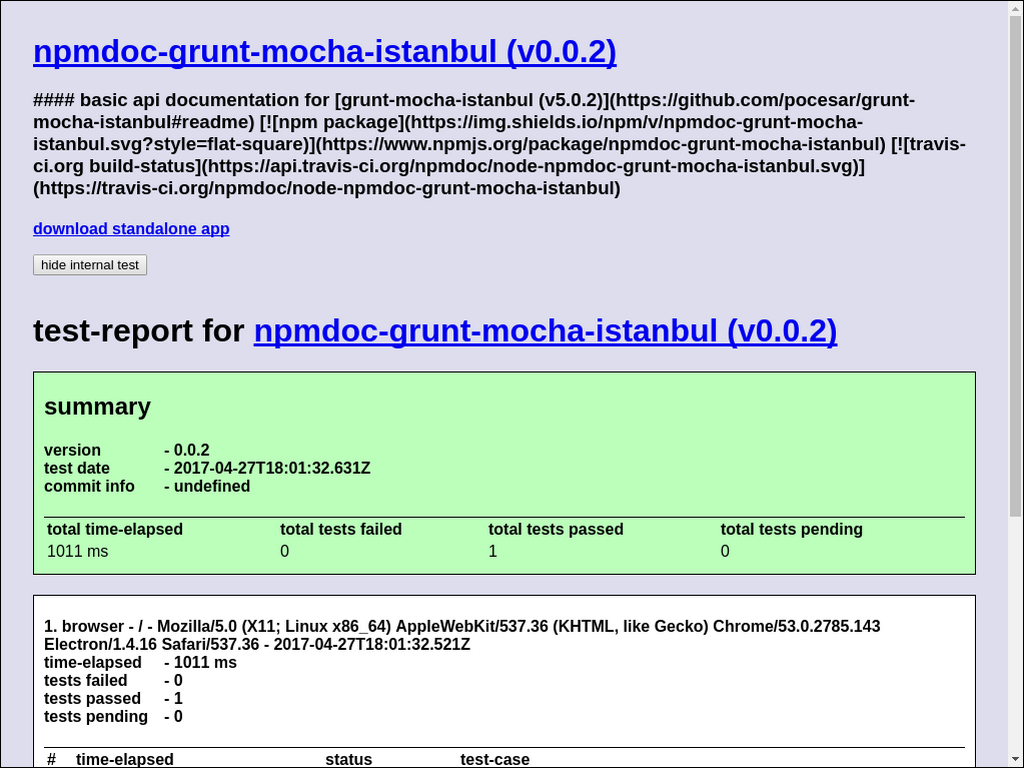 npmdoc-grunt-mocha-istanbul (v0.0.2)
#### basic api documentation for [grunt-mocha-istanbul (v5.0.2)](https://github.com/pocesar/grunt-
mocha-istanbul#readme) [![npm package](https://img.shields.io/npm/v/npmdoc-grunt-mocha-
istanbul.svg?style=flat-square)](https://www.npmjs.org/package/npmdoc-grunt-mocha-istanbul) [![travis-
ci.org build-status](https://api.travis-ci.org/npmdoc/node-npmdoc-grunt-mocha-istanbul.svg)]
(https://travis-ci.org/npmdoc/node-npmdoc-grunt-mocha-istanbul)
download standalone app
hide internal test
test-report for npmdoc-grunt-mocha-istanbul (v0.0.2)
summary
version - 0.0.2
test date - 2017-04-27T18:01:32.631Z
commit info - undefined
total time-elapsed total tests failed total tests passed total tests pending
1011 ms 0 1 0
1. browser - / - Mozilla/5.0 (X11; Linux x86_64) AppleWebKit/537.36 (KHTML, like Gecko) Chrome/53.0.2785.143
Electron/1.4.16 Safari/537.36 - 2017-04-27T18:01:32.521Z
time-elapsed - 1011 ms
tests failed - 0
tests passed - 1
tests pending - 0
# time-elapsed status test-case